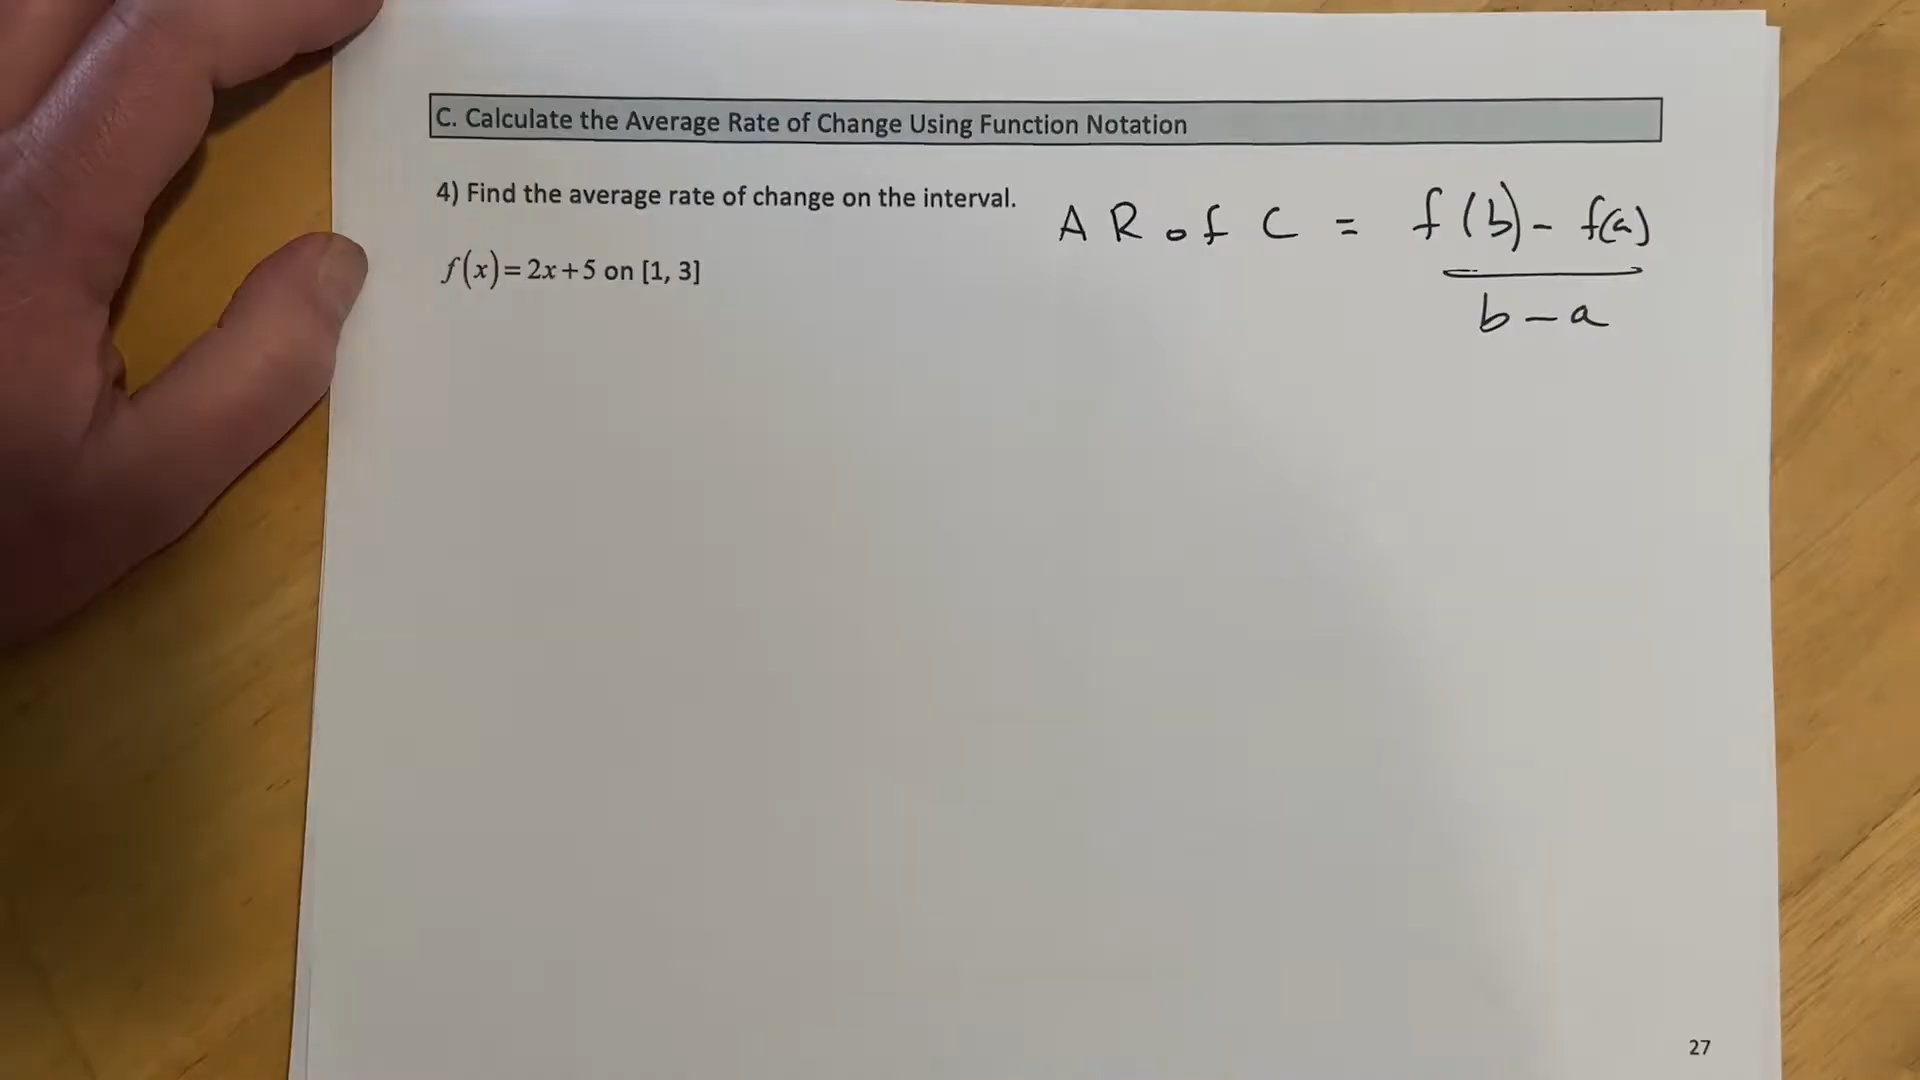 C. Calculate the Average Rate of Change Using Function Notation
4) Find the average rate of change on the interval.
A R of C = f(b) - f(a)
b - a
f(x) = 2x+5 on [1, 3]
27